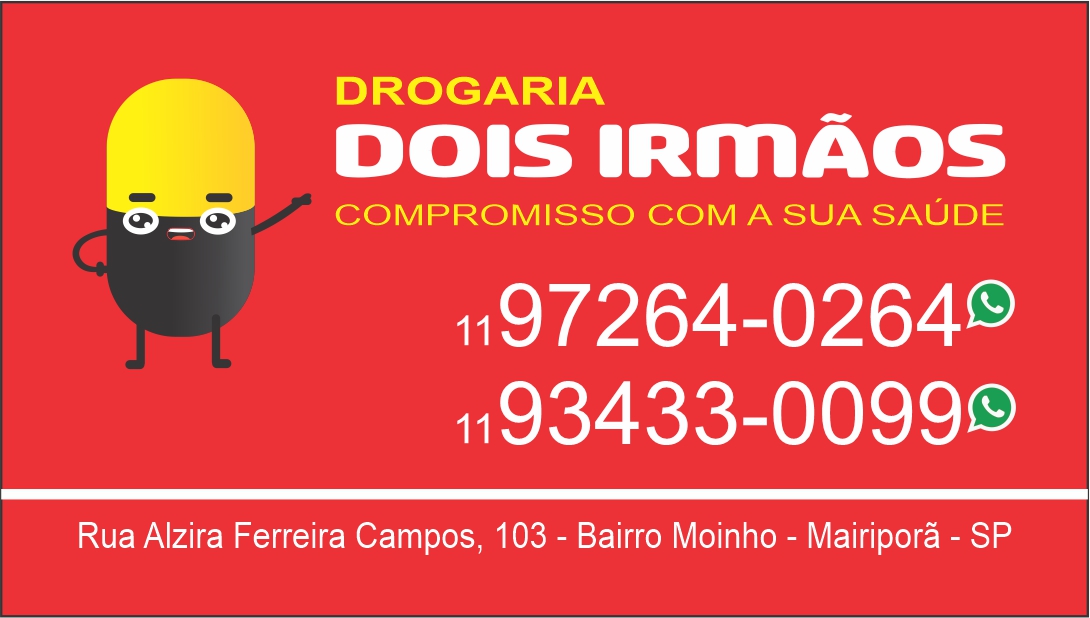 DROGARIA
DOIS IRMÃOS
COMPROMISSO COM A SUA SAÚDE
11 97264-0264
11 93433-0099
Rua Alzira Ferreira Campos, 103 - Bairro Moinho - Mairiporã - SP